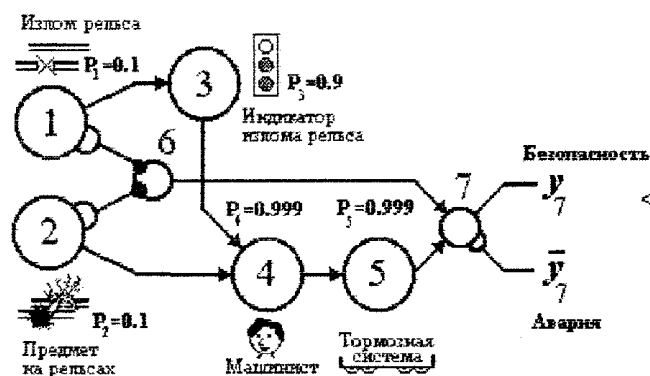 Излом рельса
P₁=0.1
1
3
P₃=0.9
Индикатор
излома рельса
6
2
P₂=0.1
Предмет
на рельсах
P₄=0.999
4
Машинист
P₅=0.999
5
Тормозная
система
7
Безопасность
y₇
<
ȳ₇
Авария